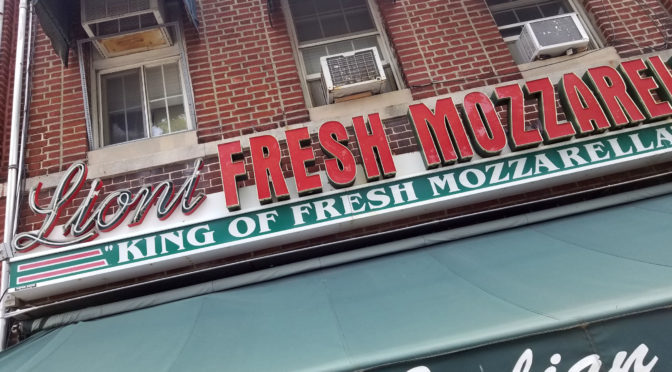 Lioni FRESH MOZZAREL
"KING OF FRESH MOZZARELLA